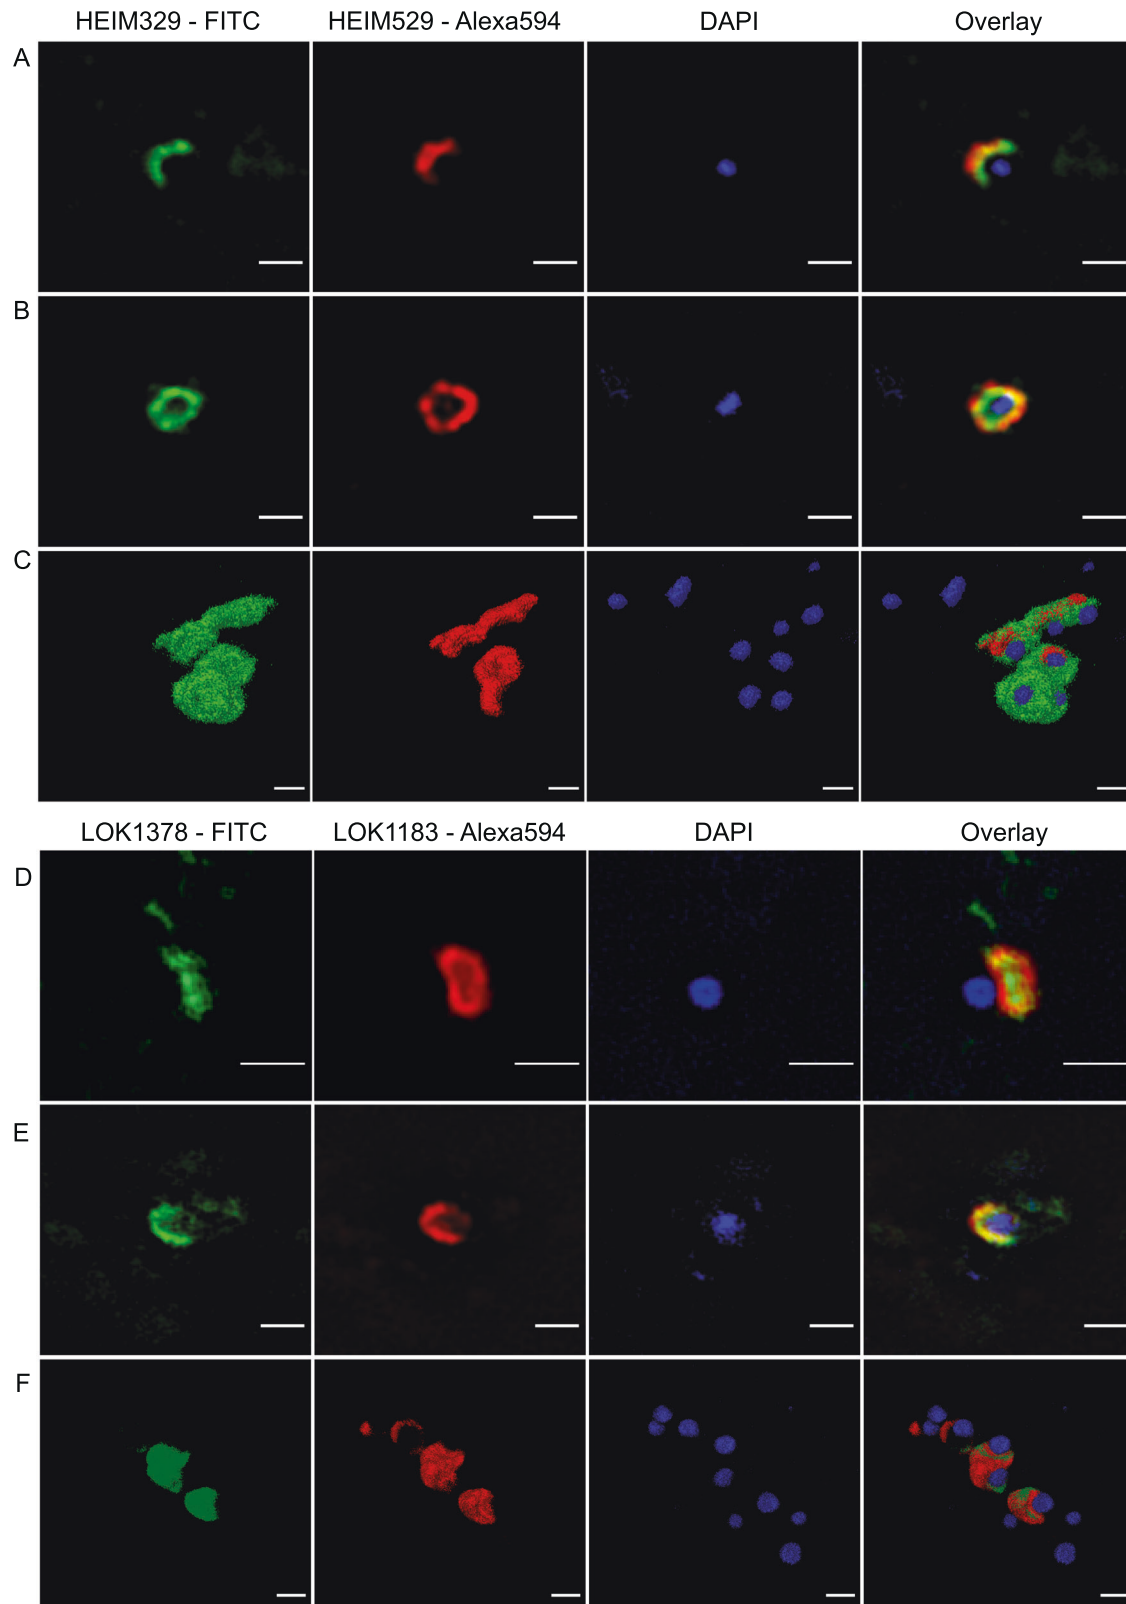 HEIM329 - FITC HEIM529 - Alexa594 DAPI Overlay
A
B
C
LOK1378 - FITC LOK1183 - Alexa594 DAPI Overlay
D
E
F